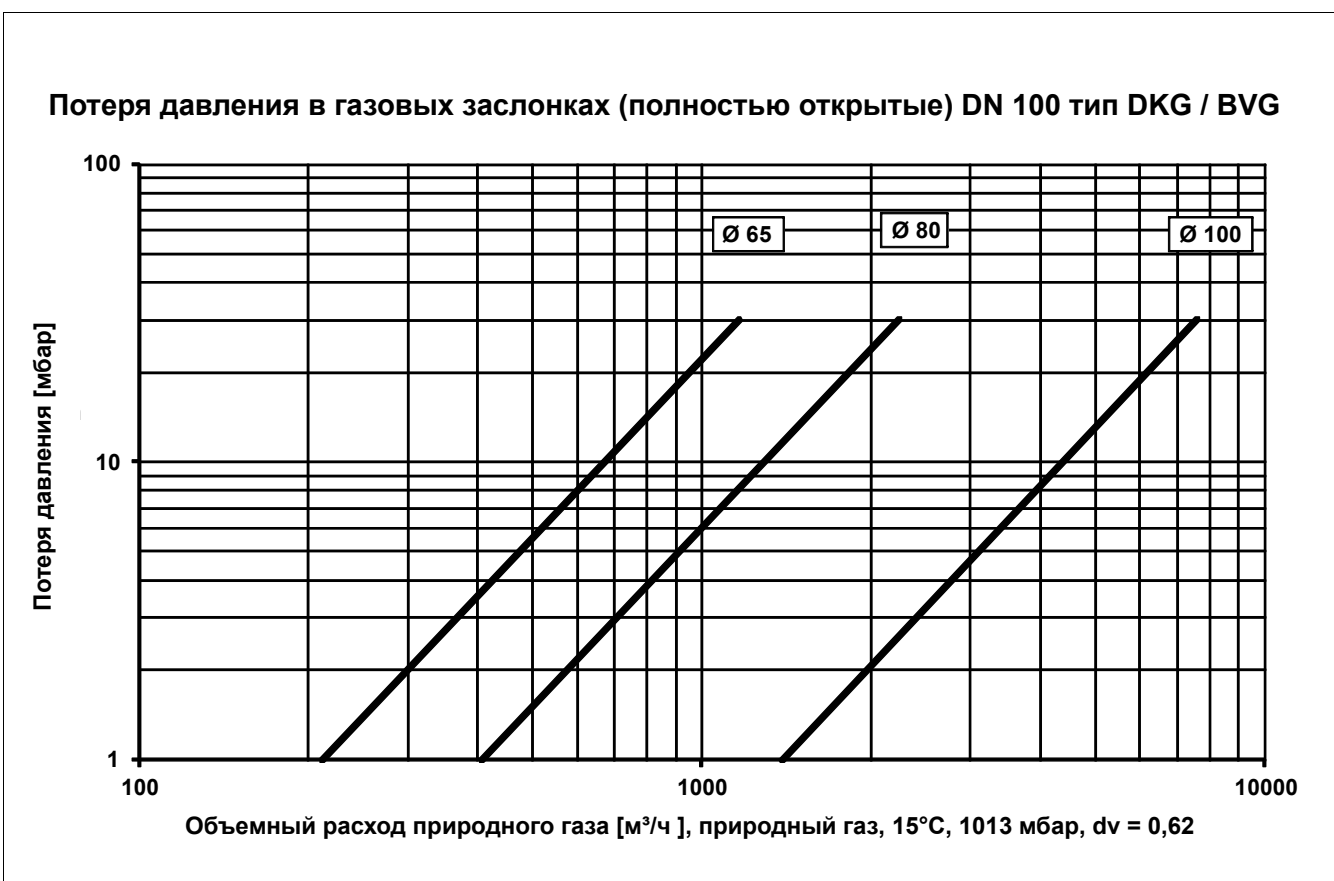 Потеря давления в газовых заслонках (полностью открытые) DN 100 тип DKG / BVG
100
Ø 65
Ø 80
Ø 100
Потеря давления [мбар]
10
1
100
1000
10000
Объемный расход природного газа [м³/ч ], природный газ, 15°C, 1013 мбар, dv = 0,62